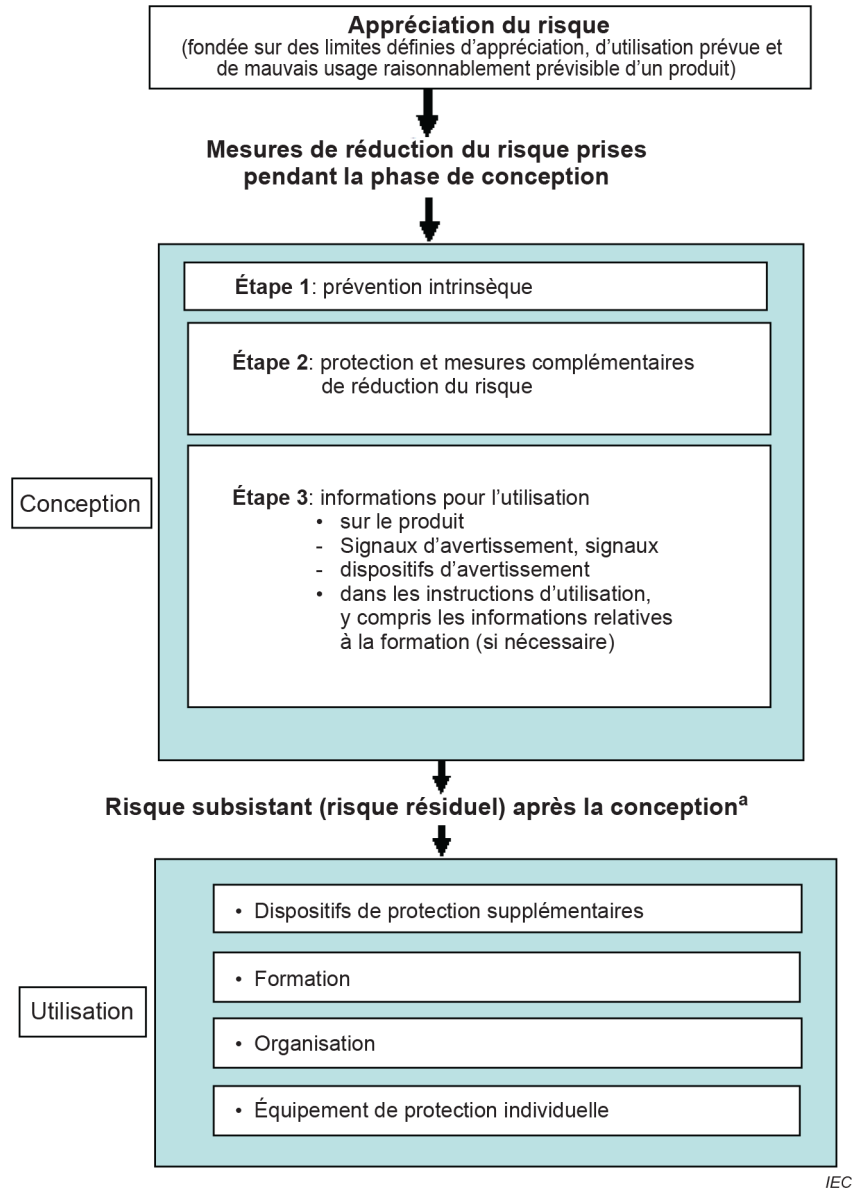 Appréciation du risque
(fondée sur des limites définies d'appréciation, d'utilisation prévue et
de mauvais usage raisonnablement prévisible d'un produit)
Mesures de réduction du risque prises
pendant la phase de conception
Étape 1: prévention intrinsèque
Étape 2: protection et mesures complémentaires
de réduction du risque
Conception
Étape 3: informations pour l'utilisation
• sur le produit
- Signaux d'avertissement, signaux
- dispositifs d'avertissement
• dans les instructions d'utilisation,
y compris les informations relatives
à la formation (si nécessaire)
Risque subsistant (risque résiduel) après la conceptionᵃ
Utilisation
• Dispositifs de protection supplémentaires
• Formation
• Organisation
• Équipement de protection individuelle
IEC